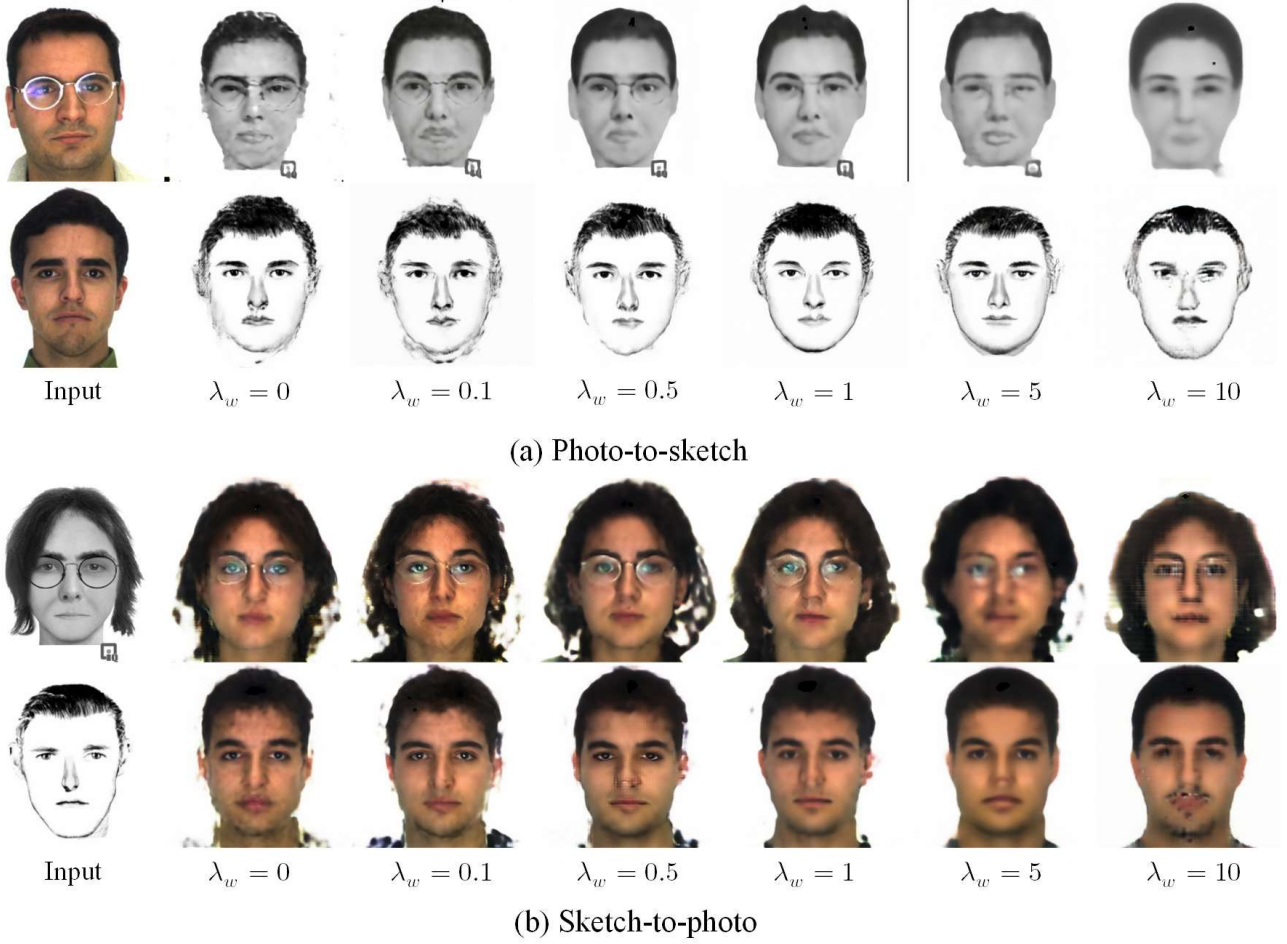 Input λ_w = 0 λ_w = 0.1 λ_w = 0.5 λ_w = 1 λ_w = 5 λ_w = 10
(a) Photo-to-sketch
Input λ_w = 0 λ_w = 0.1 λ_w = 0.5 λ_w = 1 λ_w = 5 λ_w = 10
(b) Sketch-to-photo